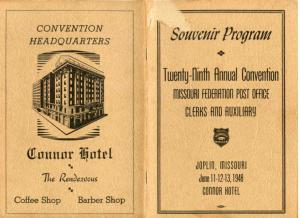 CONVENTION
HEADQUARTERS
Connor Hotel
The Rendezvous
Coffee Shop Barber Shop
Souvenir Program
Twenty-Ninth Annual Convention
MISSOURI FEDERATION POST OFFICE
CLERKS AND AUXILIARY
JOPLIN, MISSOURI
June 11-12-13, 1948
CONNOR HOTEL